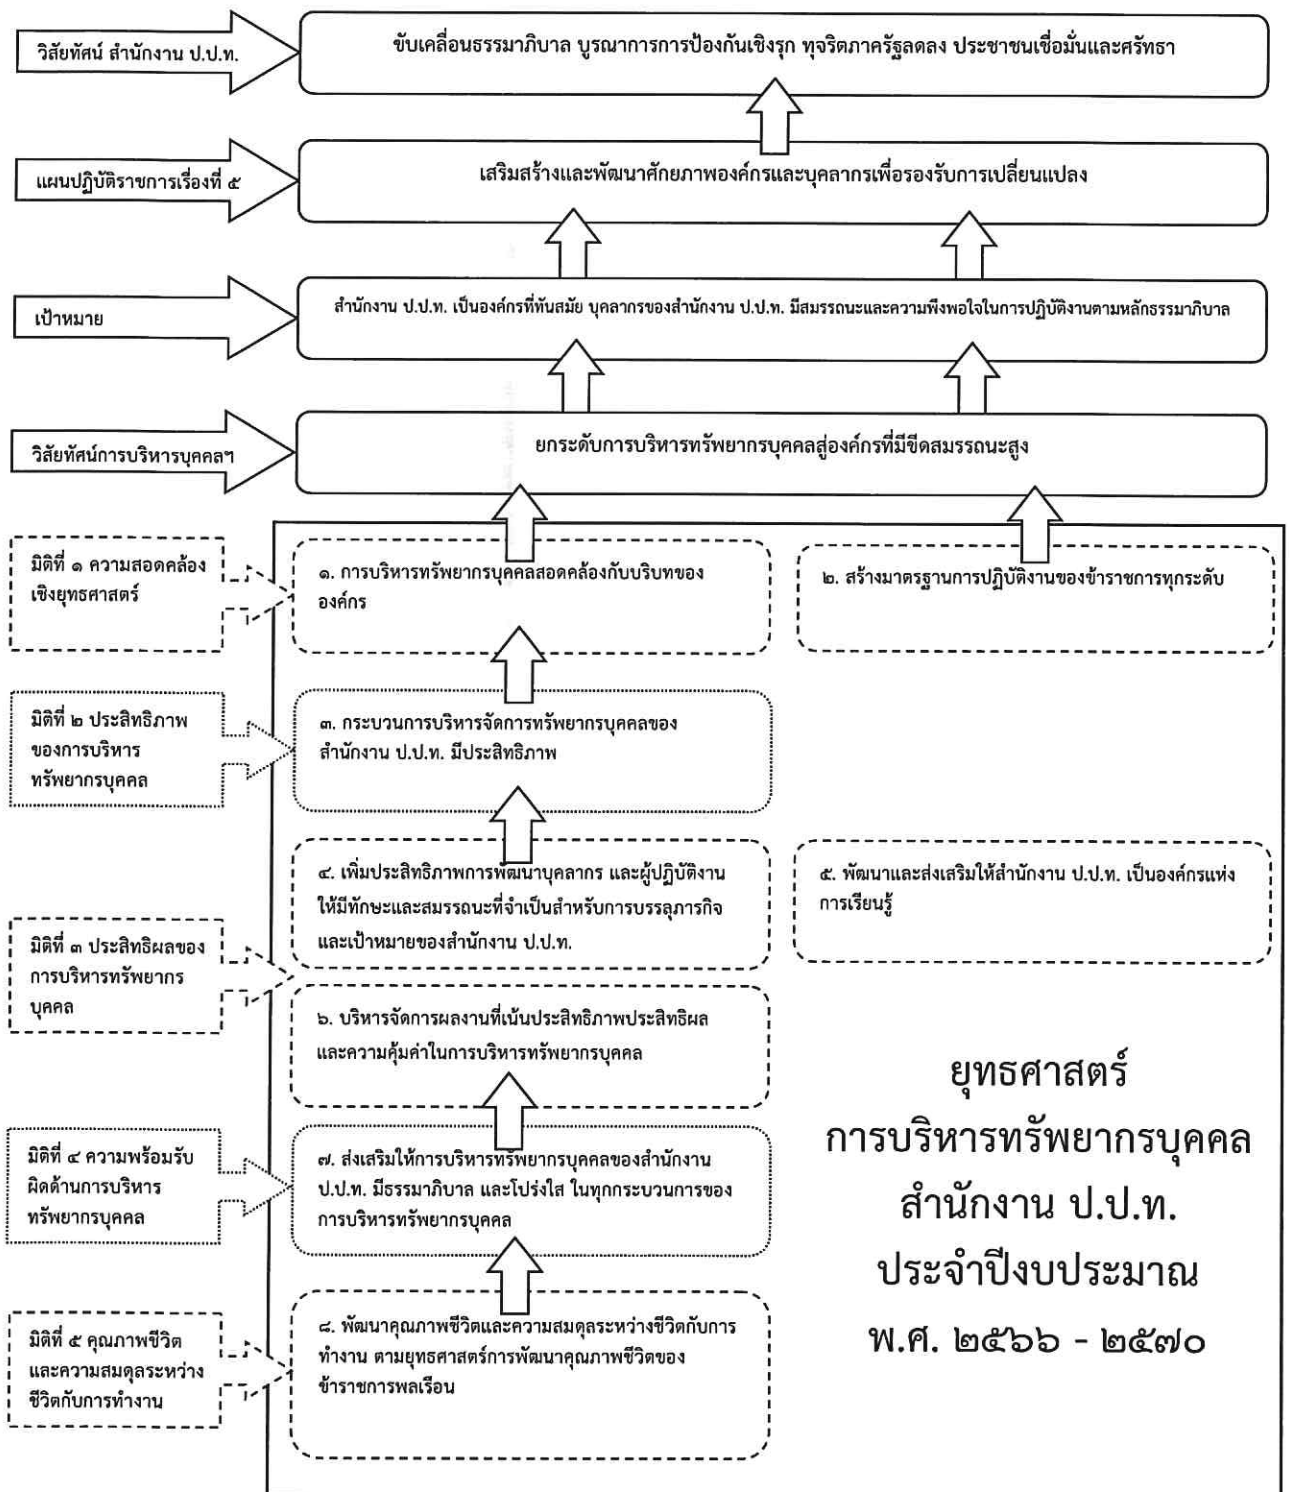 วิสัยทัศน์ สำนักงาน ป.ป.ท.
ขับเคลื่อนธรรมาภิบาล บูรณาการการป้องกันเชิงรุก ทุจริตภาครัฐลดลง ประชาชนเชื่อมั่นและศรัทธา
แผนปฏิบัติราชการเรื่องที่ ๕
เสริมสร้างและพัฒนาศักยภาพองค์กรและบุคลากรเพื่อรองรับการเปลี่ยนแปลง
เป้าหมาย
สำนักงาน ป.ป.ท. เป็นองค์กรที่ทันสมัย บุคลากรของสำนักงาน ป.ป.ท. มีสมรรถนะและความพึงพอใจในการปฏิบัติงานตามหลักธรรมาภิบาล
วิสัยทัศน์การบริหารบุคคลฯ
ยกระดับการบริหารทรัพยากรบุคคลสู่องค์กรที่มีขีดสมรรถนะสูง
มิติที่ ๑ ความสอดคล้อง
เชิงยุทธศาสตร์
๑. การบริหารทรัพยากรบุคคลสอดคล้องกับบริบทของ
องค์กร
๒. สร้างมาตรฐานการปฏิบัติงานของข้าราชการทุกระดับ
มิติที่ ๒ ประสิทธิภาพ
ของการบริหาร
ทรัพยากรบุคคล
๓. กระบวนการบริหารจัดการทรัพยากรบุคคลของ
สำนักงาน ป.ป.ท. มีประสิทธิภาพ
มิติที่ ๓ ประสิทธิผลของ
การบริหารทรัพยากร
บุคคล
๔. เพิ่มประสิทธิภาพการพัฒนาบุคลากร และผู้ปฏิบัติงาน
ให้มีทักษะและสมรรถนะที่จำเป็นสำหรับการบรรลุภารกิจ
และเป้าหมายของสำนักงาน ป.ป.ท.
๕. พัฒนาและส่งเสริมให้สำนักงาน ป.ป.ท. เป็นองค์กรแห่ง
การเรียนรู้
๖. บริหารจัดการผลงานที่เน้นประสิทธิภาพประสิทธิผล
และความคุ้มค่าในการบริหารทรัพยากรบุคคล
มิติที่ ๔ ความพร้อมรับ
ผิดด้านการบริหาร
ทรัพยากรบุคคล
๗. ส่งเสริมให้การบริหารทรัพยากรบุคคลของสำนักงาน
ป.ป.ท. มีธรรมาภิบาล และโปร่งใส ในทุกกระบวนการของ
การบริหารทรัพยากรบุคคล
มิติที่ ๕ คุณภาพชีวิต
และความสมดุลระหว่าง
ชีวิตกับการทำงาน
๘. พัฒนาคุณภาพชีวิตและความสมดุลระหว่างชีวิตกับการ
ทำงาน ตามยุทธศาสตร์การพัฒนาคุณภาพชีวิตของ
ข้าราชการพลเรือน
ยุทธศาสตร์
การบริหารทรัพยากรบุคคล
สำนักงาน ป.ป.ท.
ประจำปีงบประมาณ
พ.ศ. ๒๕๖๖ - ๒๕๗๐